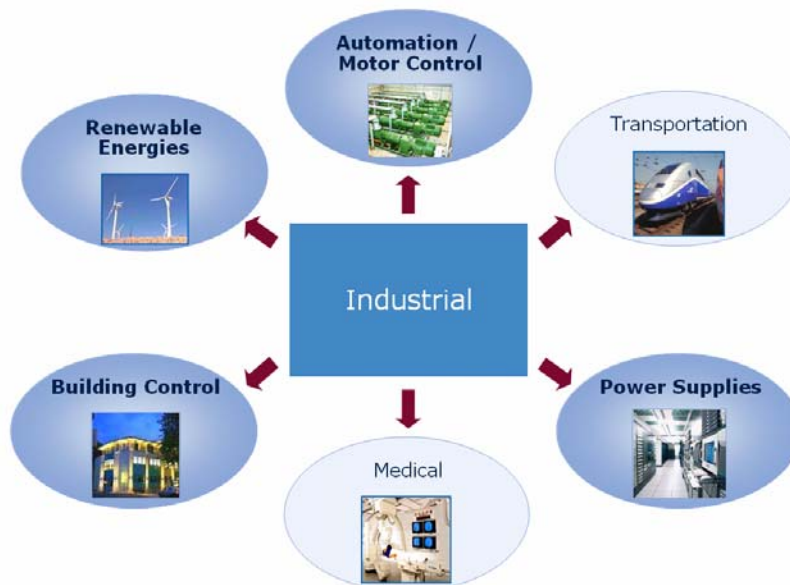 Automation /
Motor Control
Renewable
Energies
Transportation
Industrial
Building Control
Power Supplies
Medical